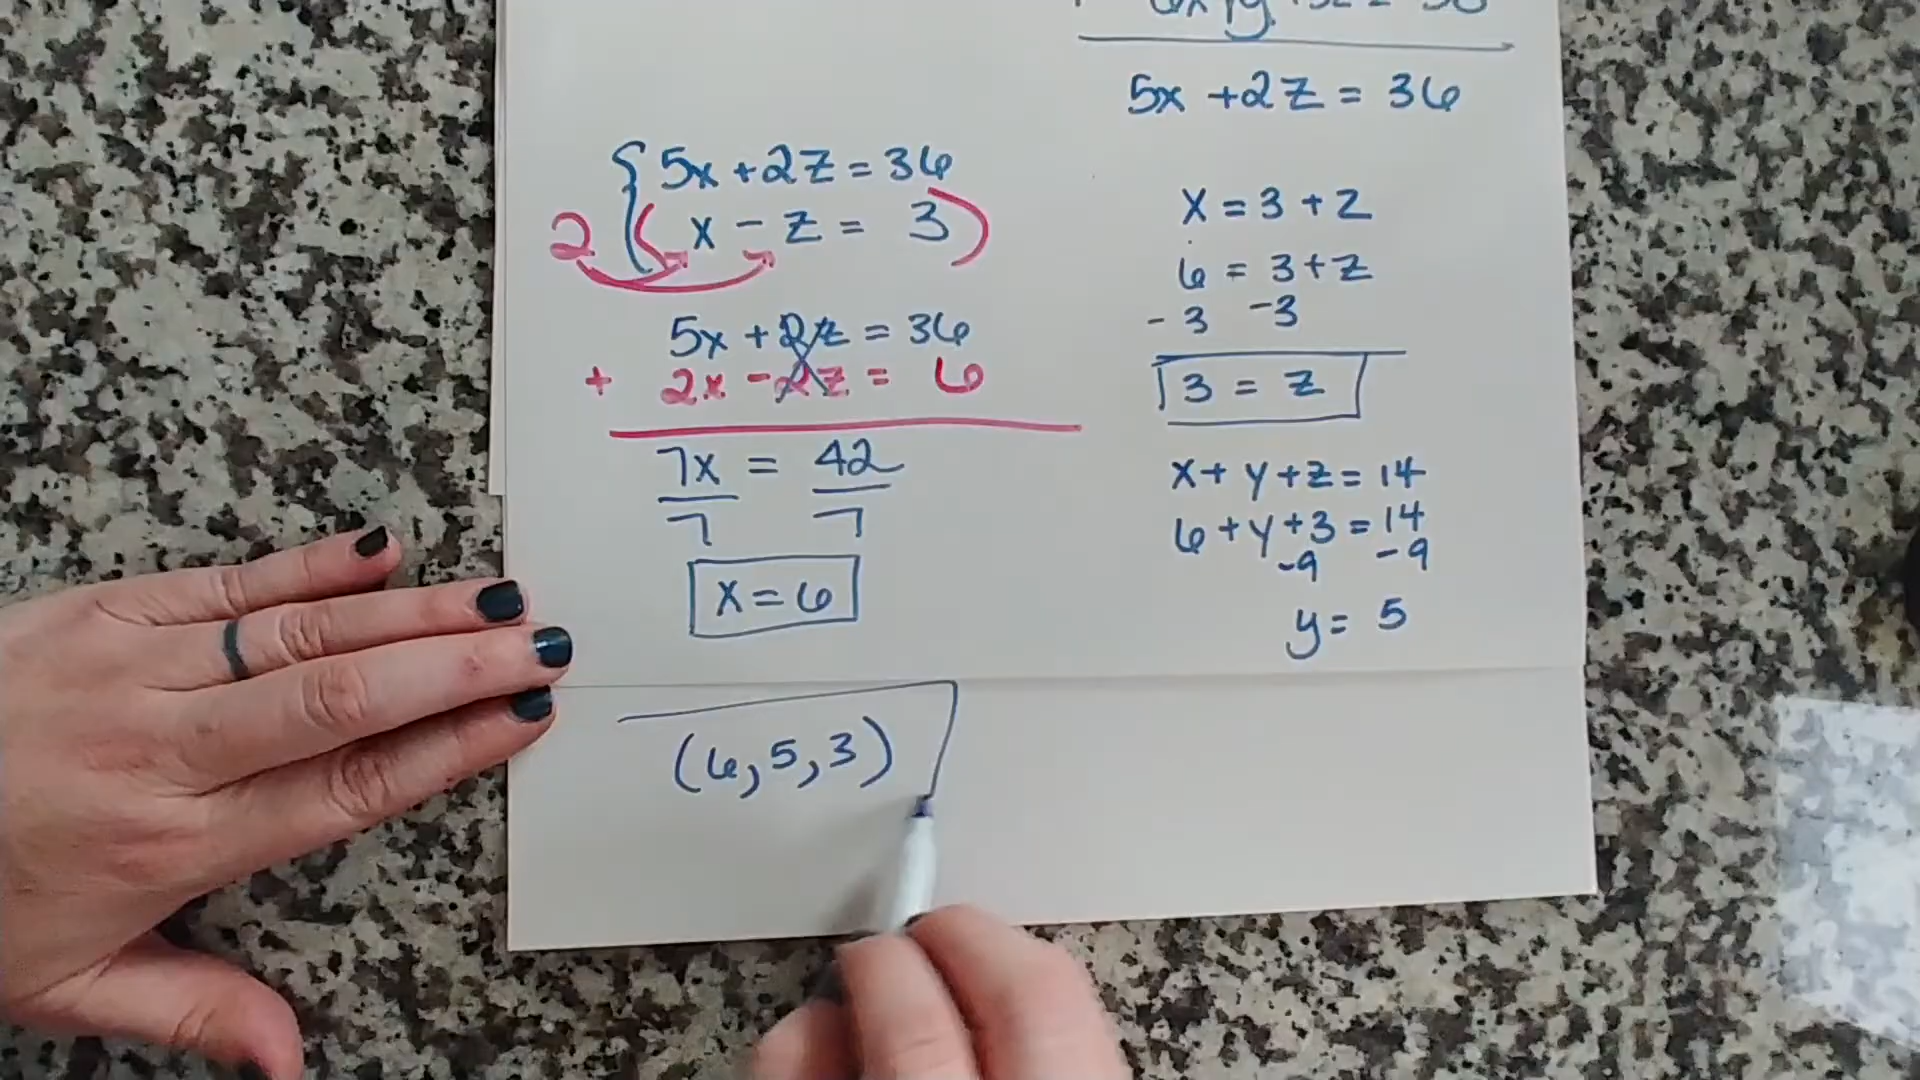 5x + 2z = 36
5x + 2z = 36
2( x - z = 3 )
5x + 2z = 36
+ 2x - 2z = 6
7x = 42
7 7
x = 6
x = 3 + z
6 = 3 + z
- 3 -3
3 = z
x + y + z = 14
6 + y + 3 = 14
-9 -9
y = 5
(6, 5, 3)